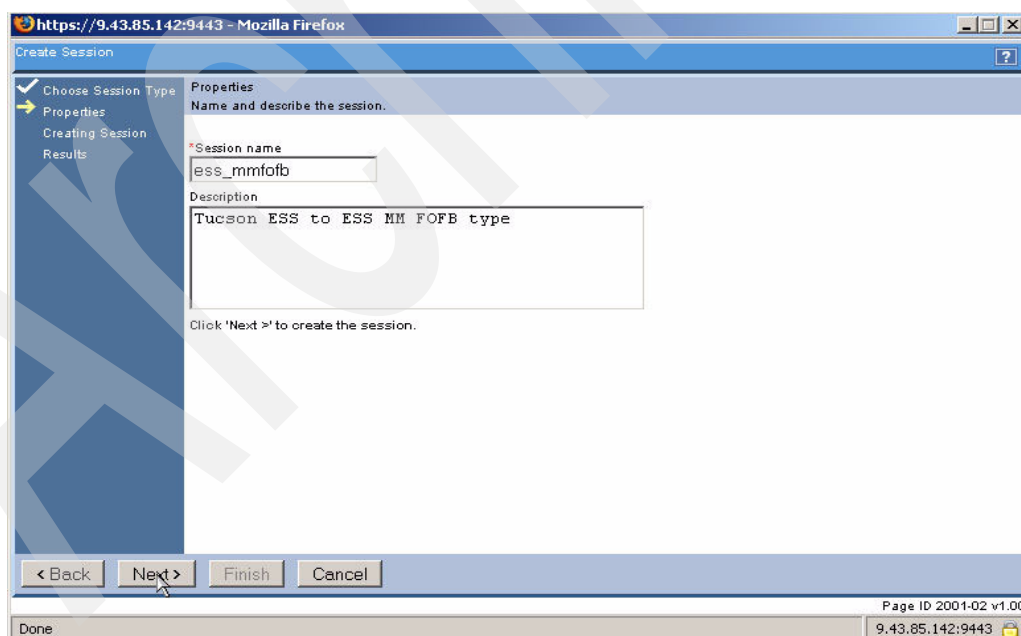 https://9.43.85.142:9443 - Mozilla Firefox
Create Session
?
Choose Session Type
Properties
Creating Session
Results
Properties
Name and describe the session.
*Session name
ess_mmfofb
Description
Tucson ESS to ESS MM FOFB type
Click 'Next >' to create the session.
< Back
Next >
Finish
Cancel
Page ID 2001-02 v1.00
Done
9.43.85.142:9443